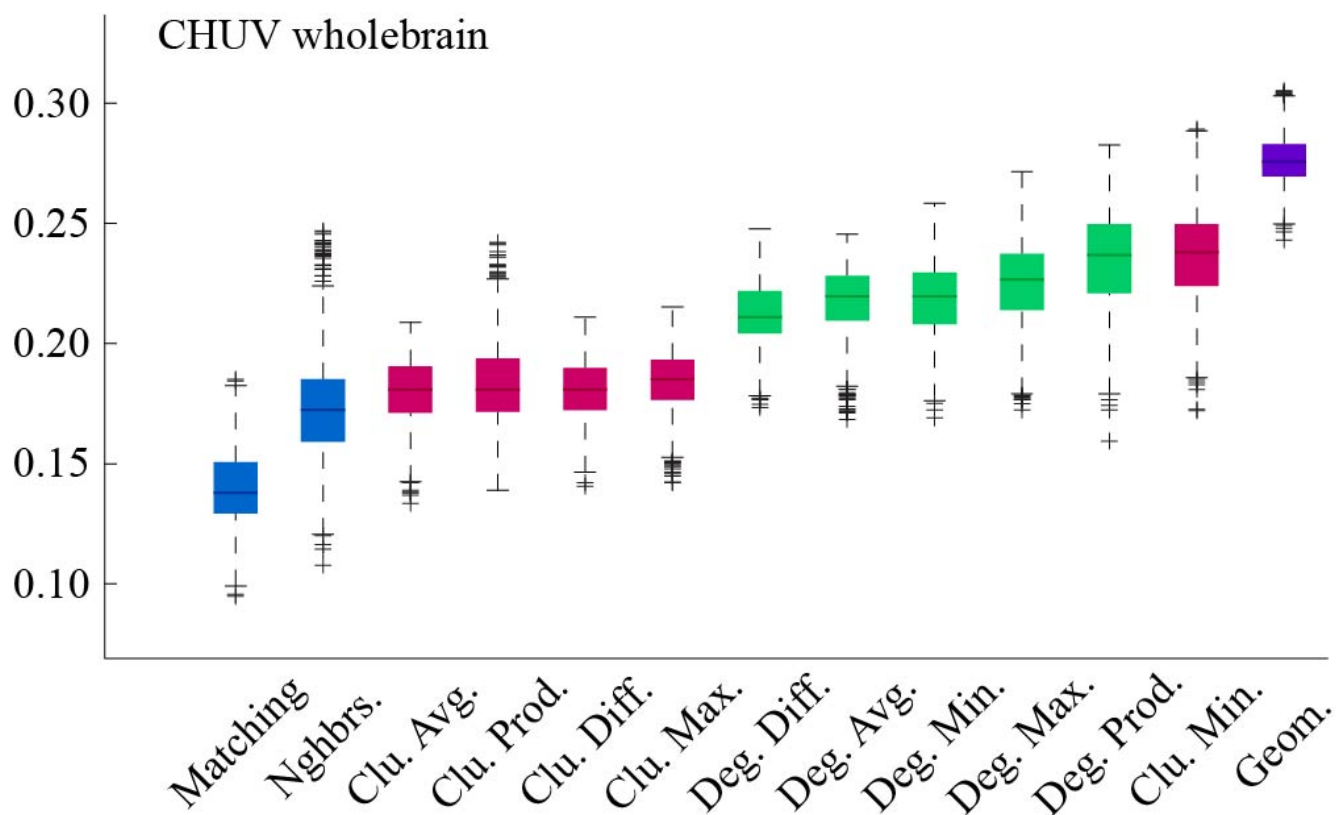 CHUV wholebrain
0.30
0.25
0.20
0.15
0.10
Matching
Nghbrs.
Clu. Avg.
Clu. Prod.
Clu. Diff.
Clu. Max.
Deg. Diff.
Deg. Avg.
Deg. Min.
Deg. Max.
Deg. Prod.
Clu. Min.
Geom.